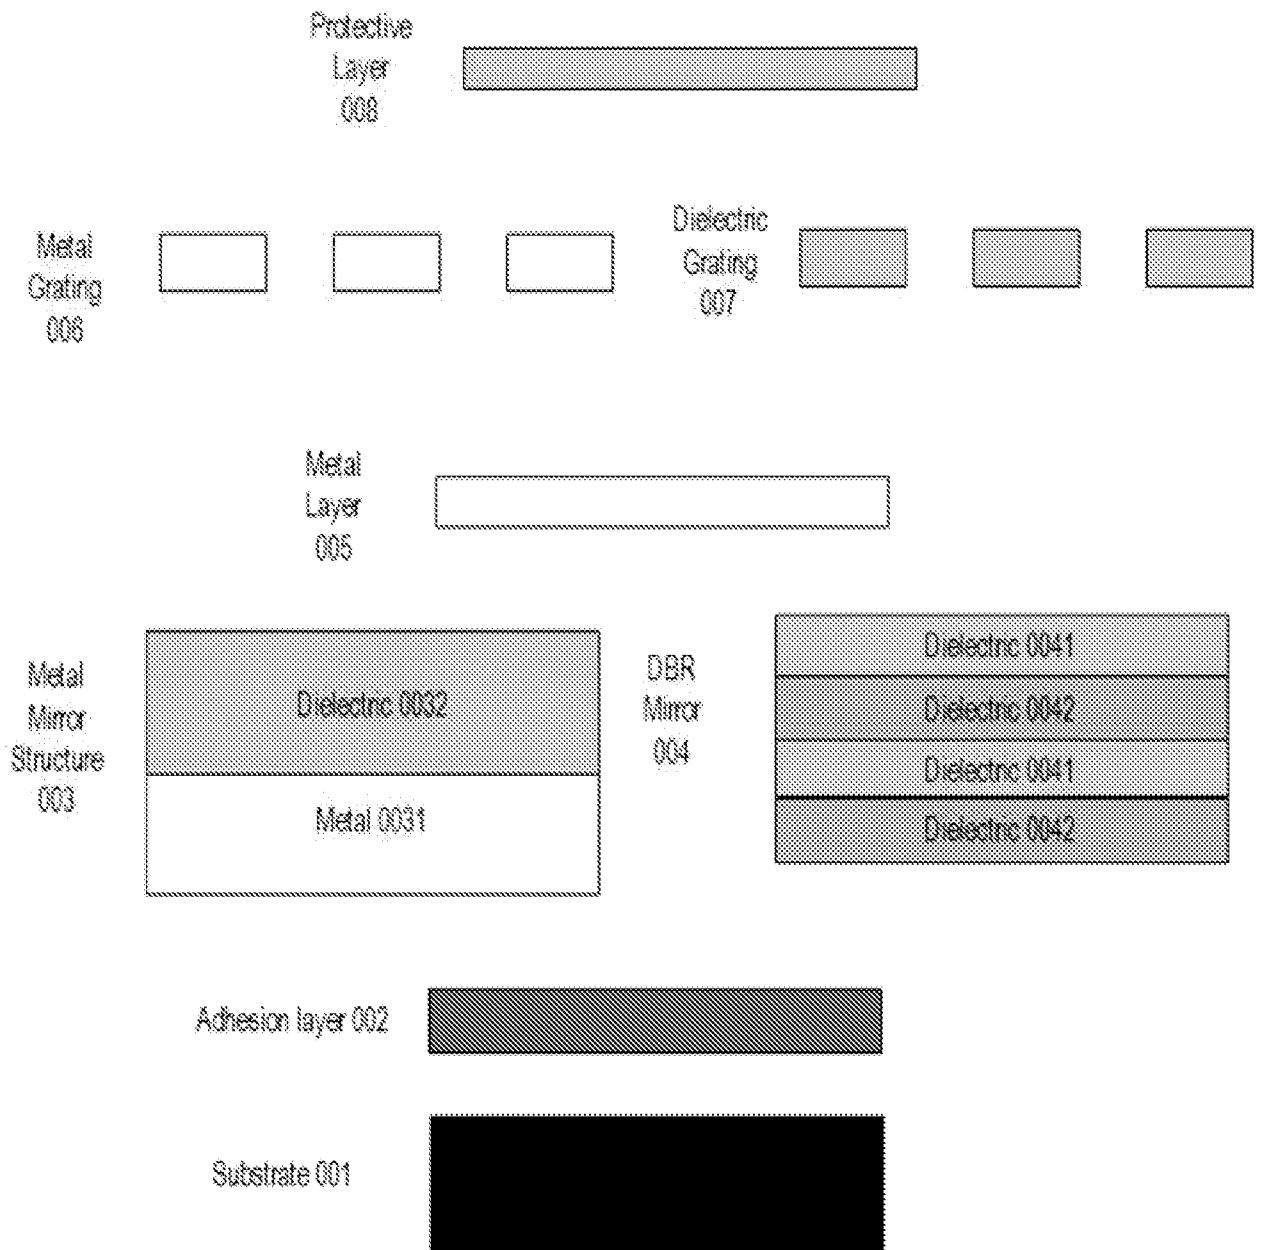 Protective
Layer
008
Metal
Grating
006
Dielectric
Grating
007
Metal
Layer
005
Metal
Mirror
Structure
003
Dielectric 0032
Metal 0031
DBR
Mirror
004
Dielectric 0041
Dielectric 0042
Dielectric 0041
Dielectric 0042
Adhesion layer 002
Substrate 001